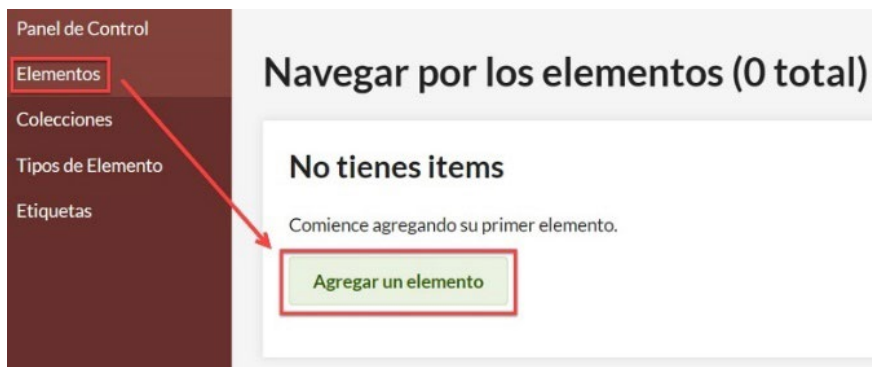 Panel de Control
Elementos
Colecciones
Tipos de Elemento
Etiquetas
Navegar por los elementos (0 total)
No tienes items
Comience agregando su primer elemento.
Agregar un elemento